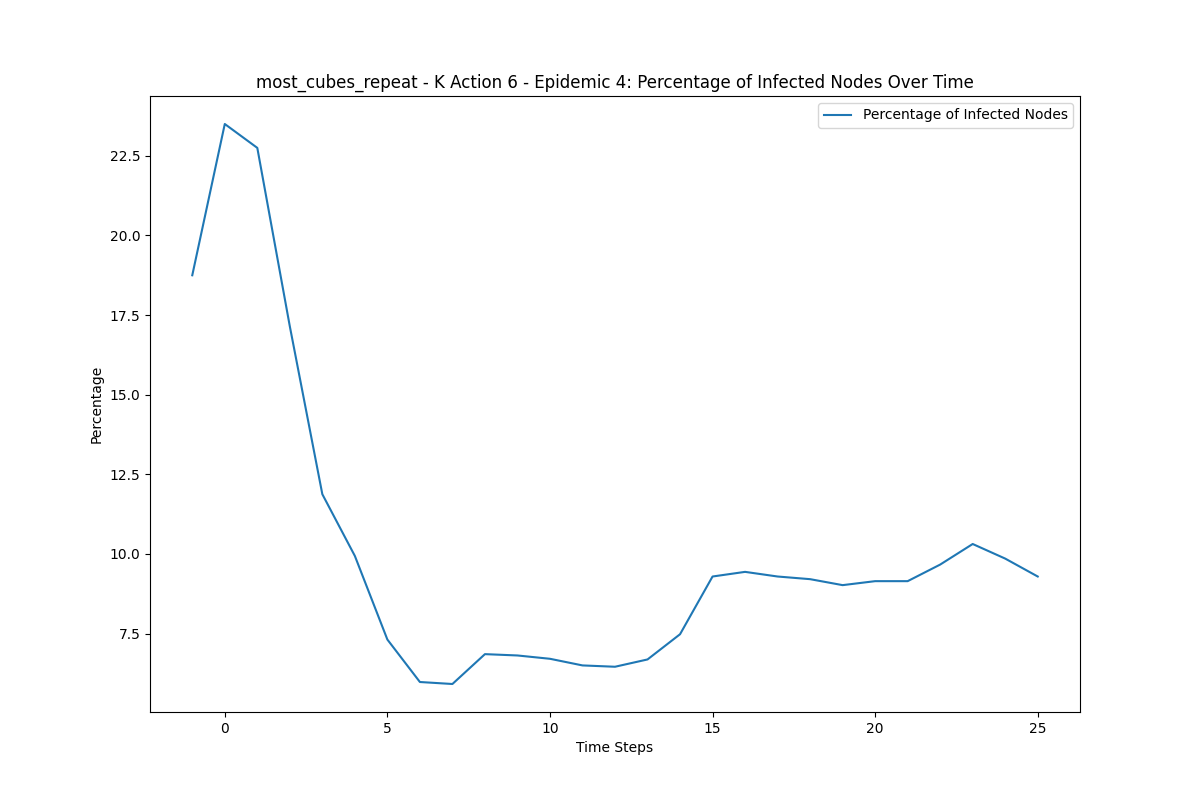 most_cubes_repeat - K Action 6 - Epidemic 4: Percentage of Infected Nodes Over Time
Percentage of Infected Nodes
22.5
20.0
17.5
15.0
12.5
10.0
7.5
Percentage
0 5 10 15 20 25
Time Steps